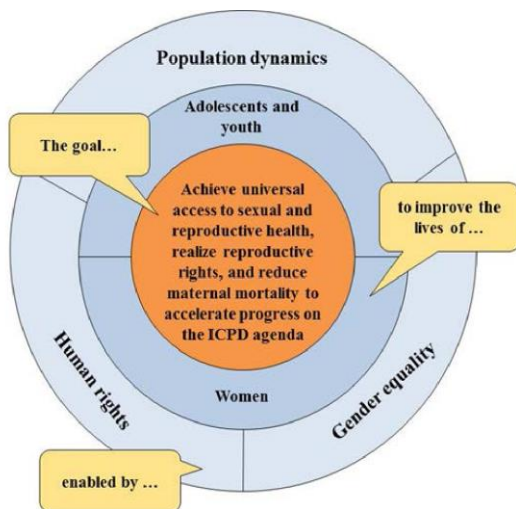 Population dynamics
Adolescents and
youth
The goal…
Achieve universal
access to sexual and
reproductive health,
realize reproductive
rights, and reduce
maternal mortality to
accelerate progress on
the ICPD agenda
to improve the
lives of …
Human rights
Women
Gender equality
enabled by …